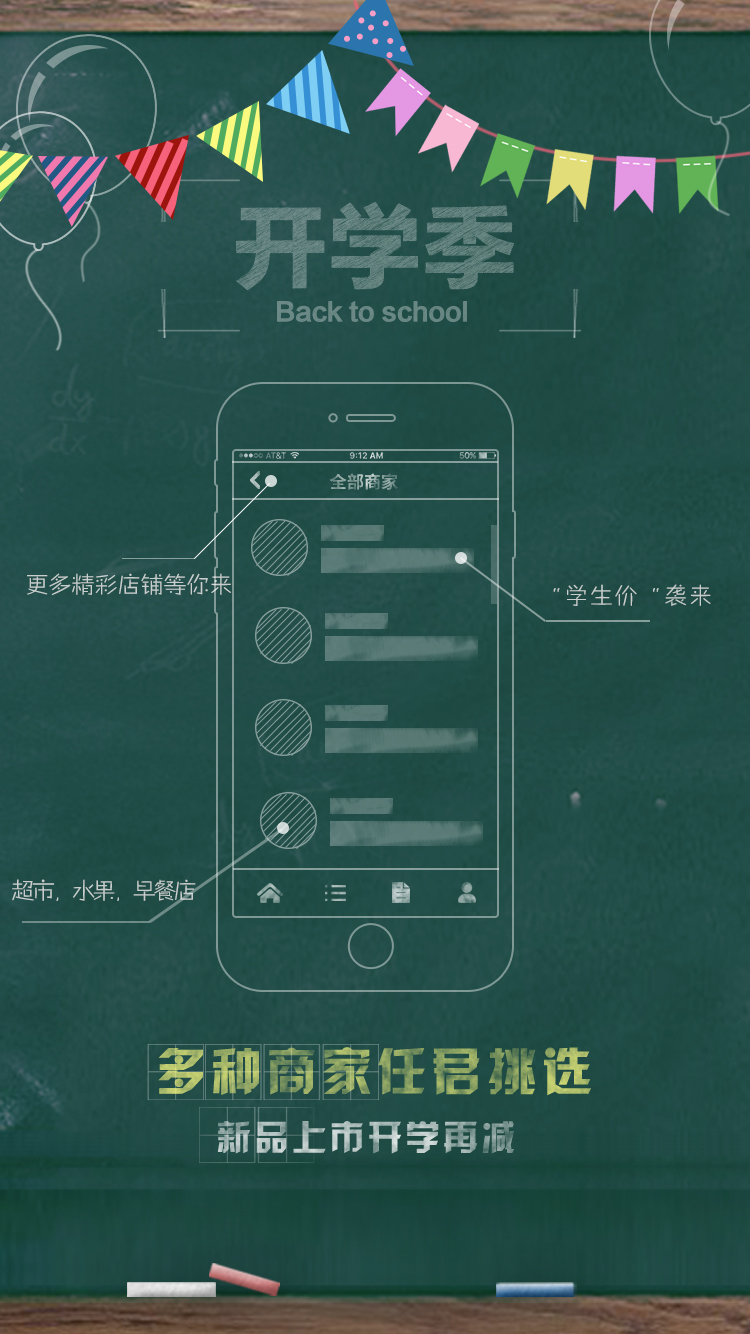 开学季
Back to school
AT&T 9:12 AM 50%
全部商家
更多精彩店铺等你来
“学生价 ”袭来
超市，水果，早餐店
多种商家任君挑选
新品上市开学再减